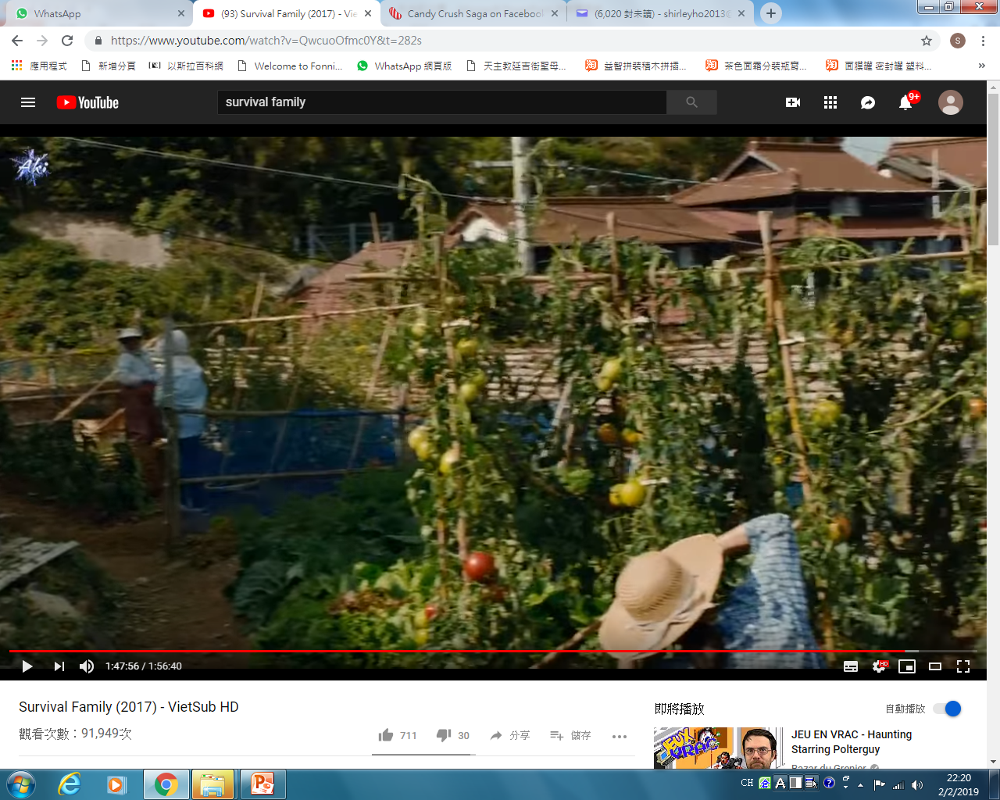 WhatsApp
(93) Survival Family (2017) - Vie
Candy Crush Saga on Facebook
(6,020 封未讀) - shirleyho2013@
https://www.youtube.com/watch?v=QwcuoOfmc0Y&t=282s
S
應用程式
新增分頁
以斯拉百科網
Welcome to Fonni...
WhatsApp 網頁版
天主教延吉街聖母...
益智拼裝積木拼插...
茶色面霜分裝瓶膏...
面膜罐 密封罐 塑料...
»
YouTube
survival family
9+
Aki
1:47:56 / 1:56:40
HD
Survival Family (2017) - VietSub HD
觀看次數：91,949次
711
30
分享
儲存
即將播放
自動播放
JEU EN VRAC - Haunting
Starring Polterguy
Bazar du Grenier
CH
22:20
2/2/2019